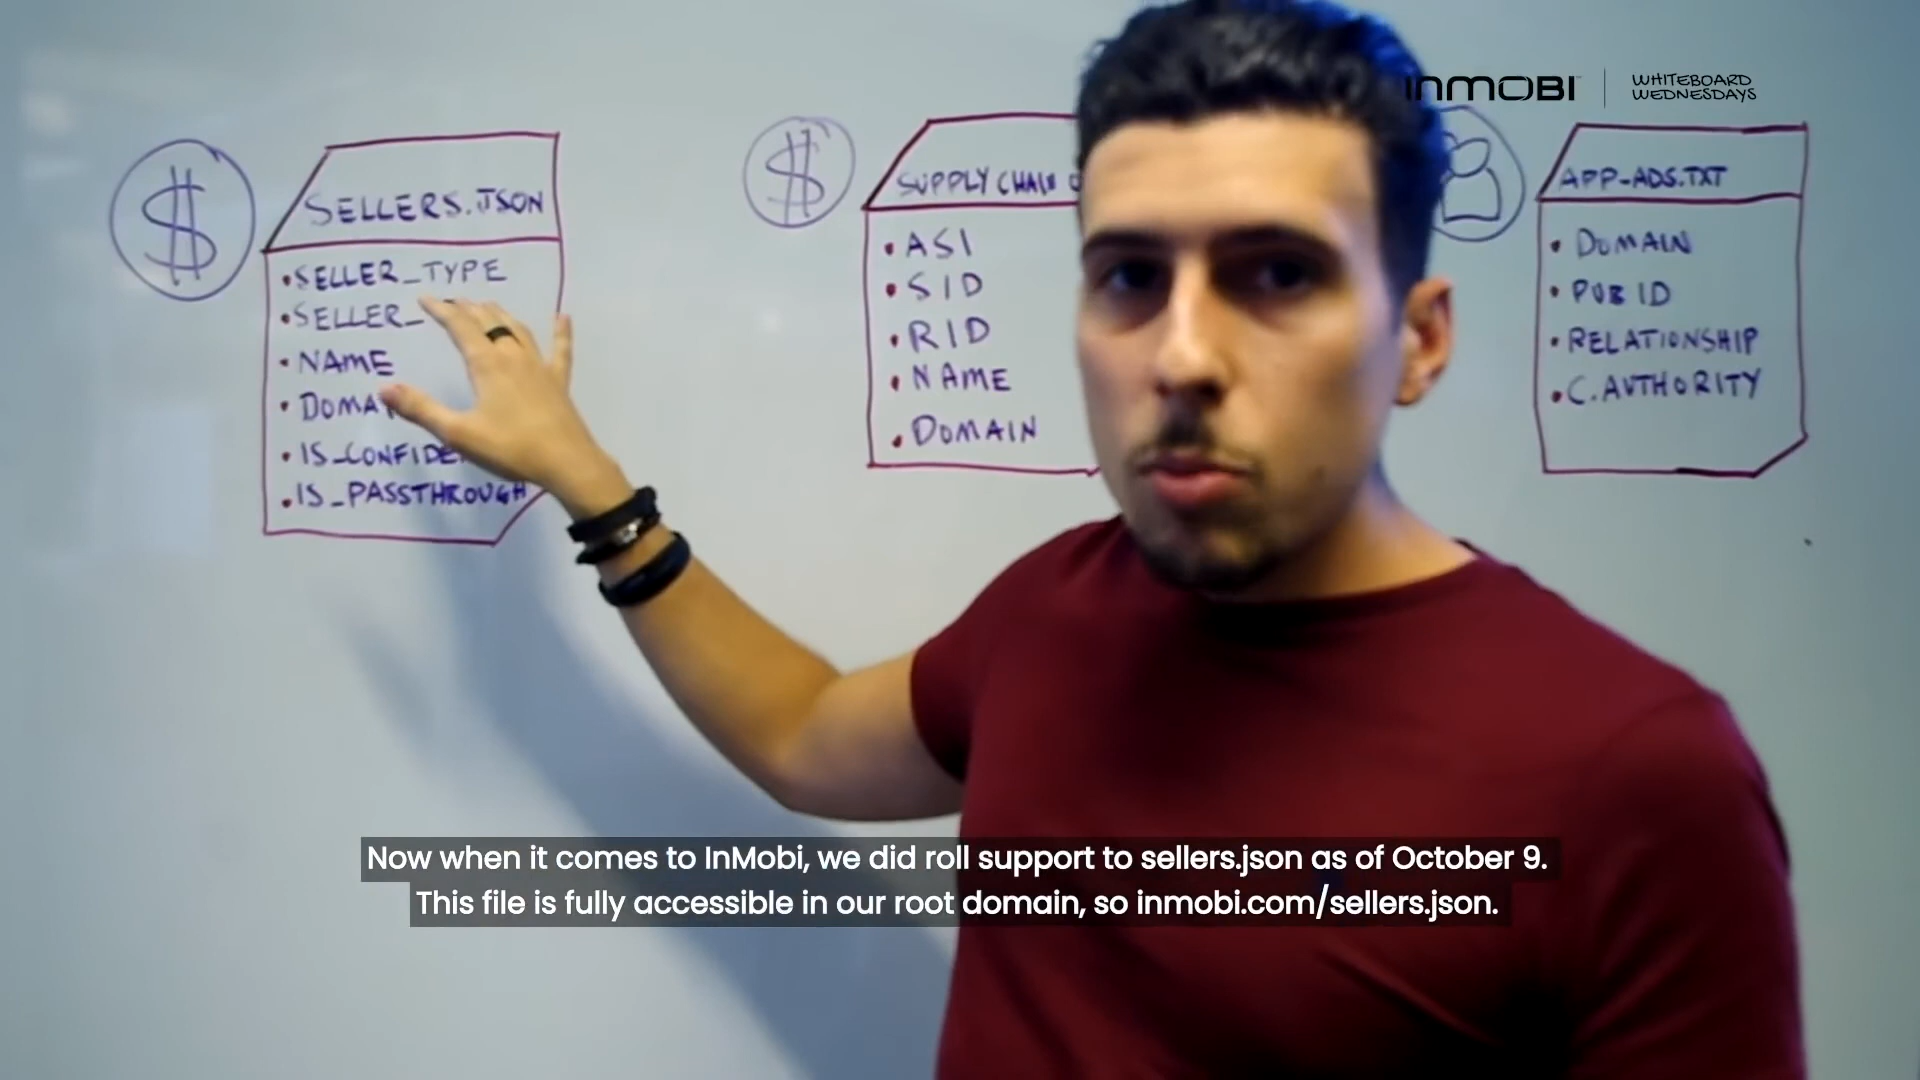 INMOBI
WHITEBOARD
WEDNESDAYS
SELLERS.JSON
• SELLER_TYPE
• SELLER_
• NAME
•
• IS_
• IS_PASSTHROUGH
SUPPLY CHAIN
• ASI
• SID
• RID
• NAME
• DOMAIN
APP-ADS.TXT
• DOMAIN
• PUB ID
• RELATIONSHIP
• C.AUTHORITY
Now when it comes to InMobi, we did roll support to sellers.json as of October 9.
This file is fully accessible in our root domain, so inmobi.com/sellers.json.